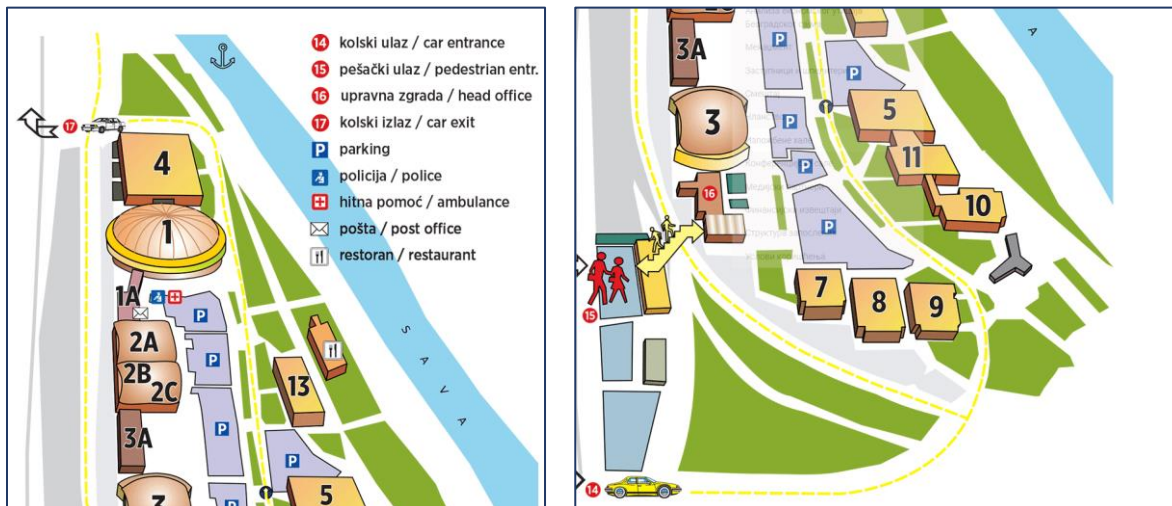 14 kolski ulaz / car entrance
15 pešački ulaz / pedestrian entr.
16 upravna zgrada / head office
17 kolski izlaz / car exit
P parking
policija / police
hitna pomoć / ambulance
pošta / post office
restoran / restaurant
17
4
1
1A
P
2A
2B
2C
P
13
3A
P
P
3
P
5
SAVA
3A
P
P
3
P
5
P
11
16
10
P
7
8
9
15
14
A